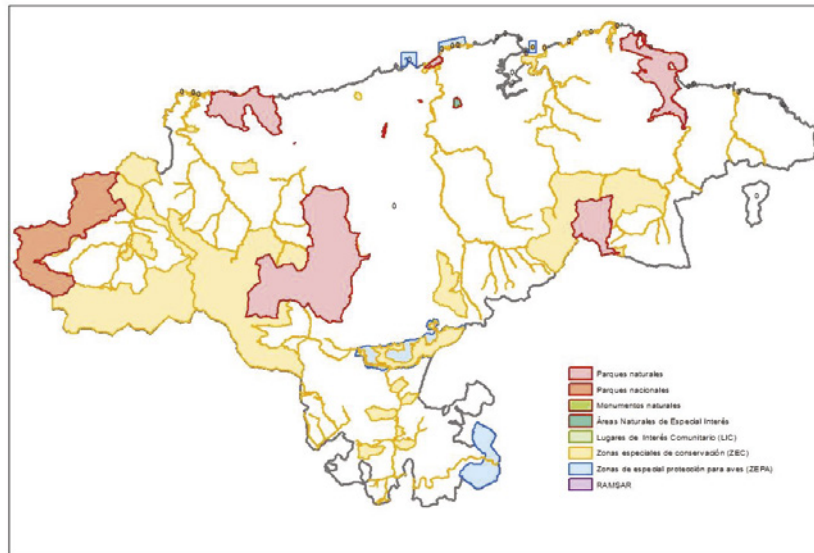 Parques naturales
Parques nacionales
Monumentos naturales
Áreas Naturales de Especial Interés
Lugares de Interés Comunitario (LIC)
Zonas especiales de conservación (ZEC)
Zonas de especial protección para aves (ZEPA)
RAMSAR